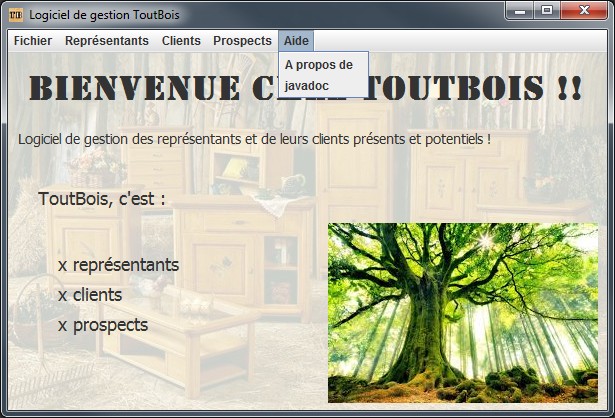 Logiciel de gestion ToutBois
Fichier Représentants Clients Prospects Aide
A propos de
javadoc
BIENVENUE TOUTBOIS !!
Logiciel de gestion des représentants et de leurs clients présents et potentiels !
ToutBois, c'est :
x représentants
x clients
x prospects